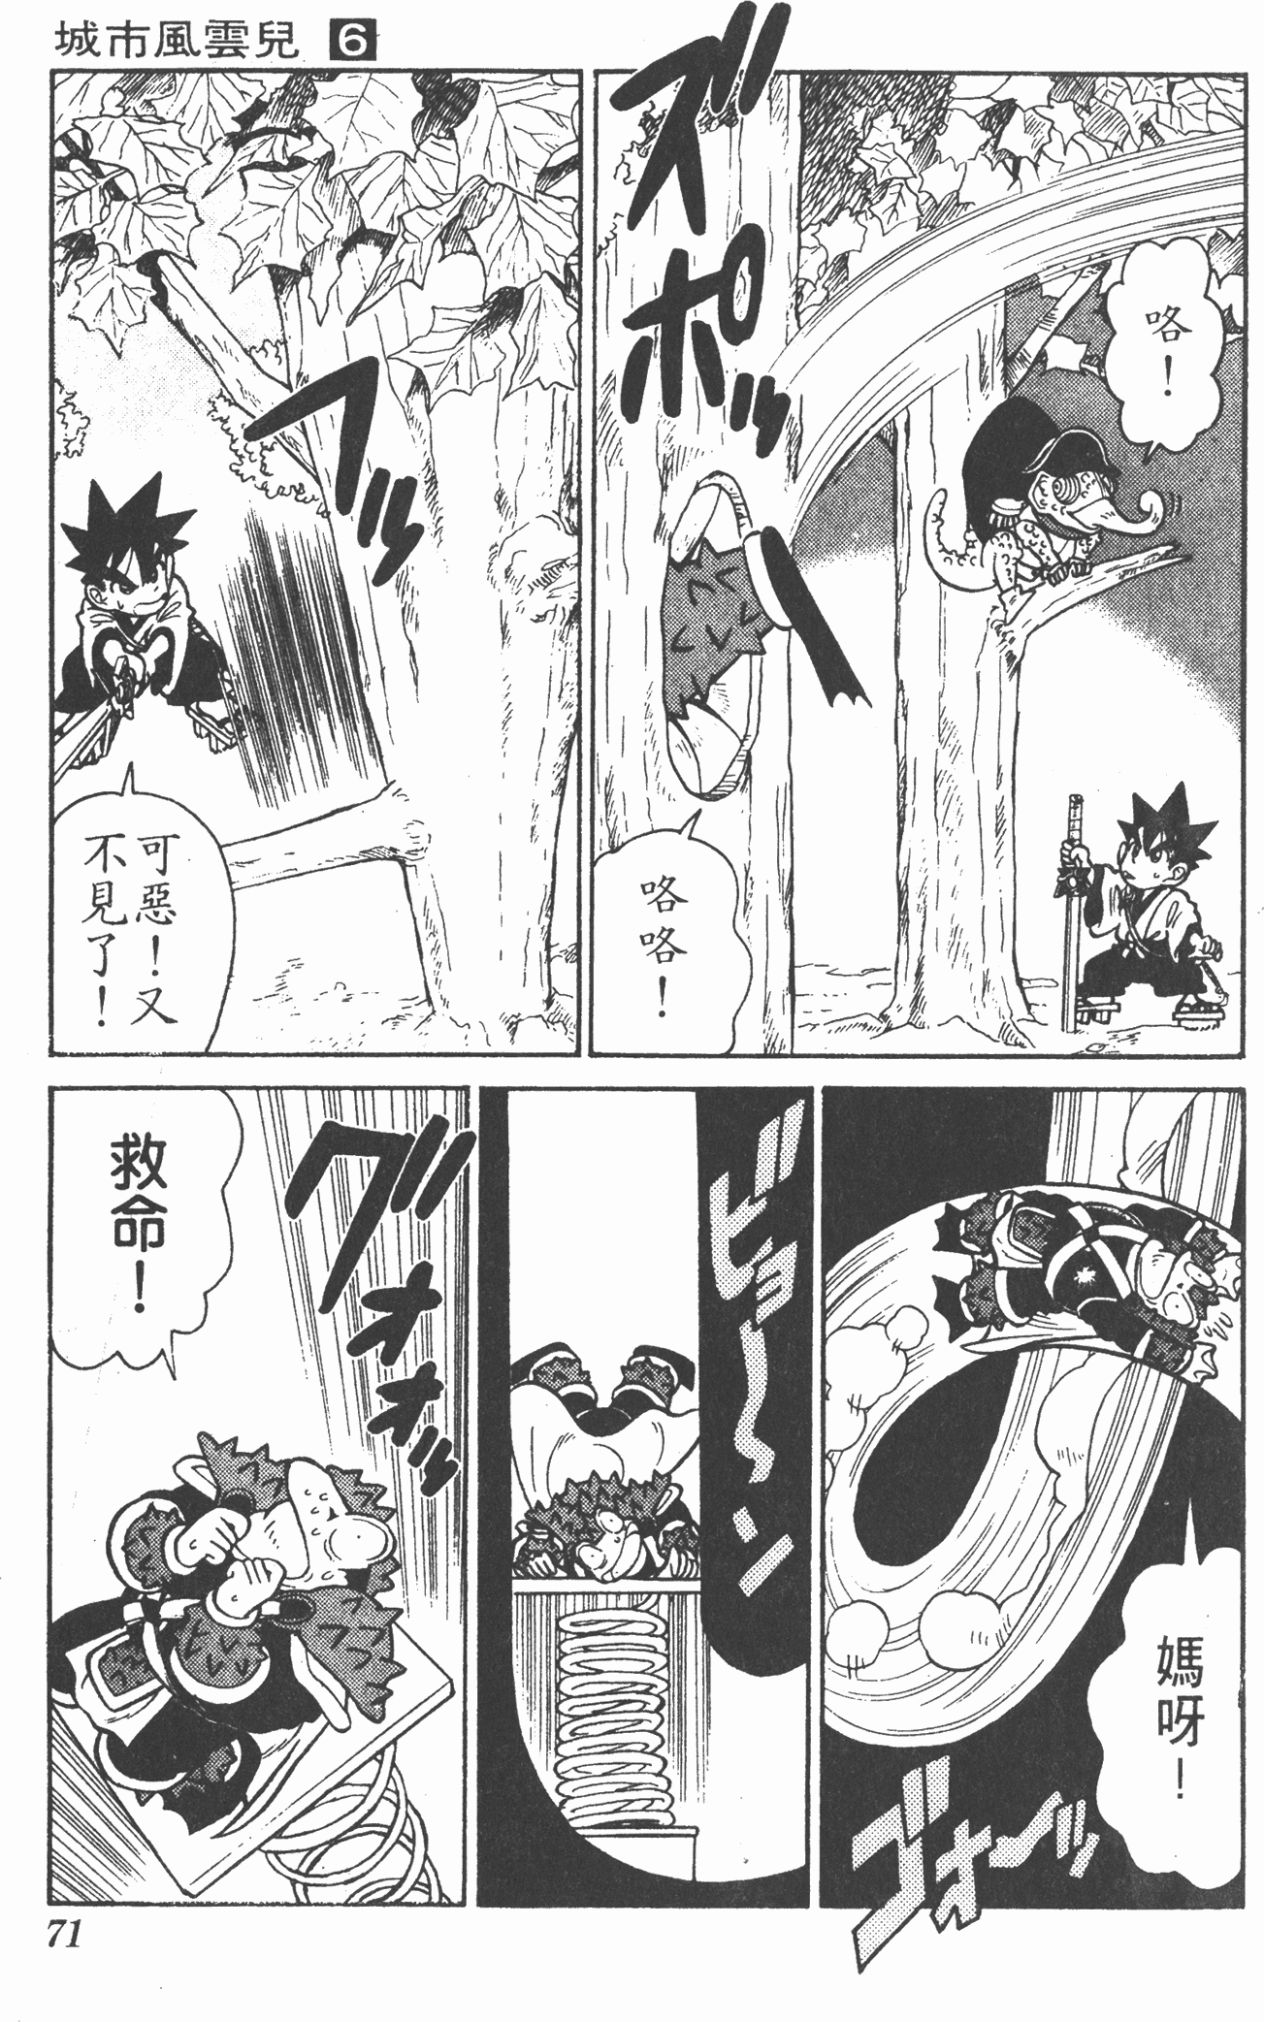 城市風雲兒 6
咯！
ズボッ
咯咯！
フッ
可惡！又
不見了！
媽呀！
ゴォーッ
ビョ〜ン
救命！
グオオッ
71